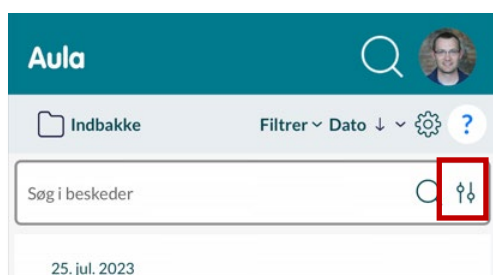 Aula
Indbakke Filtrer Dato ↓ ?
Søg i beskeder
25. jul. 2023